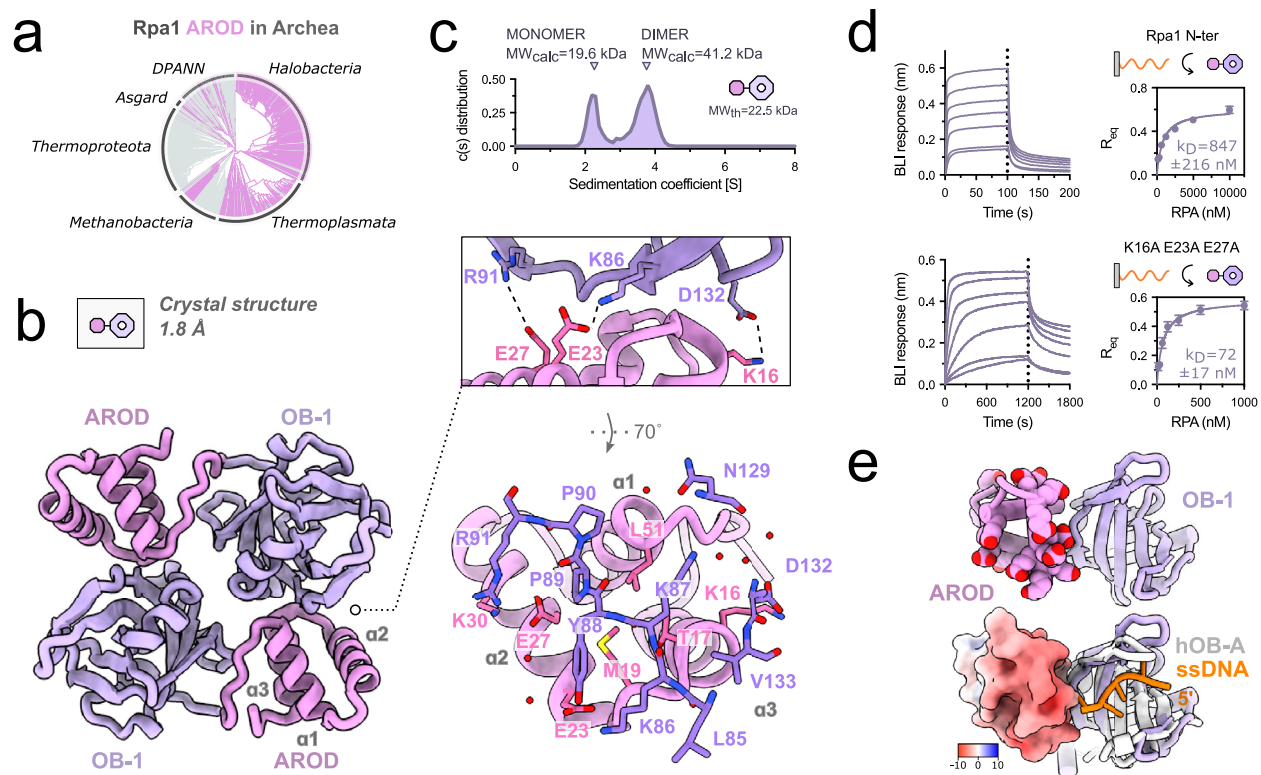 a
Rpa1 AROD in Archea
DPANN
Halobacteria
Asgard
Thermoproteota
Methanobacteria
Thermoplasmata
b
Crystal structure
1.8 Å
AROD
OB-1
α2
α3
α1
OB-1
AROD
c
MONOMER
MWcalc=19.6 kDa
DIMER
MWcalc=41.2 kDa
MWth=22.5 kDa
c(s) distribution
0.50
0.25
0.00
0 2 4 6 8
Sedimentation coefficient [S]
R91
K86
D132
E27
E23
K16
70°
α1
N129
P90
R91
L51
D132
P89
K87
K16
K30
E27
Y88
T17
α2
M19
V133
E23
K86
α3
L85
d
BLI response (nm)
0.6
0.4
0.2
0.0
0 50 100 150 200
Time (s)
Rpa1 N-ter
Req
0.8
0.4
0.0
0 5000 10000
kD=847
±216 nM
RPA (nM)
BLI response (nm)
0.6
0.4
0.2
0.0
0 600 1200 1800
Time (s)
K16A E23A E27A
Req
0.6
0.4
0.2
0.0
0 500 1000
kD=72
±17 nM
RPA (nM)
e
OB-1
AROD
hOB-A
ssDNA
5'
-10 0 10